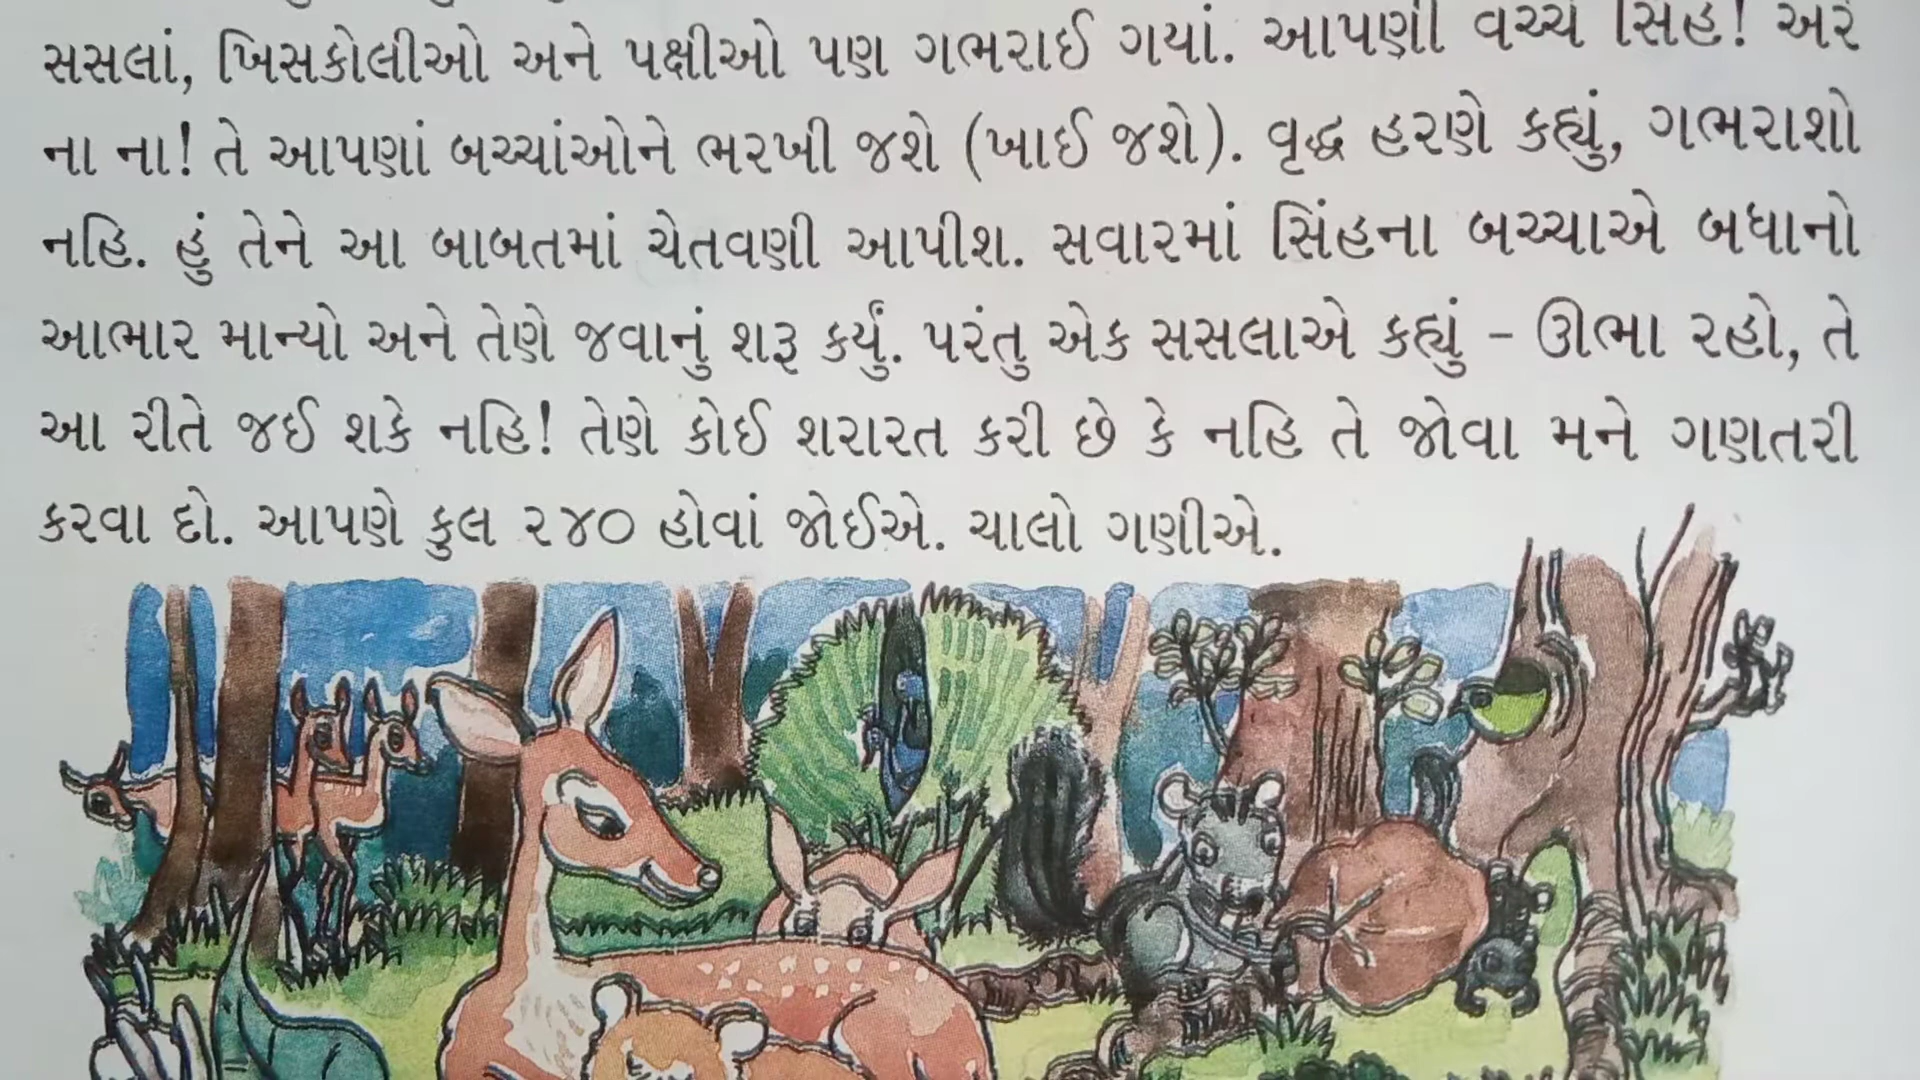 સસલાં, ખિસકોલીઓ અને પક્ષીઓ પણ ગભરાઈ ગયાં. આપણી વચ્ચે સિંહ! અરે
ના ના! તે આપણાં બચ્ચાંઓને ભરખી જશે (ખાઈ જશે). વૃદ્ધ હરણે કહ્યું, ગભરાશો
નહિ. હું તેને આ બાબતમાં ચેતવણી આપીશ. સવારમાં સિંહના બચ્ચાએ બધાનો
આભાર માન્યો અને તેણે જવાનું શરૂ કર્યું. પરંતુ એક સસલાએ કહ્યું - ઊભા રહો, તે
આ રીતે જઈ શકે નહિ! તેણે કોઈ શરારત કરી છે કે નહિ તે જોવા મને ગણતરી
કરવા દો. આપણે કુલ ૨૪૦ હોવાં જોઈએ. ચાલો ગણીએ.